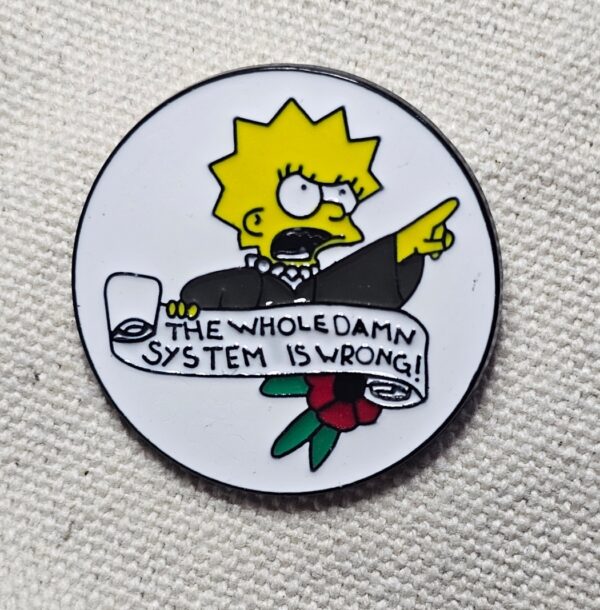 THE WHOLE DAMN
SYSTEM IS WRONG!